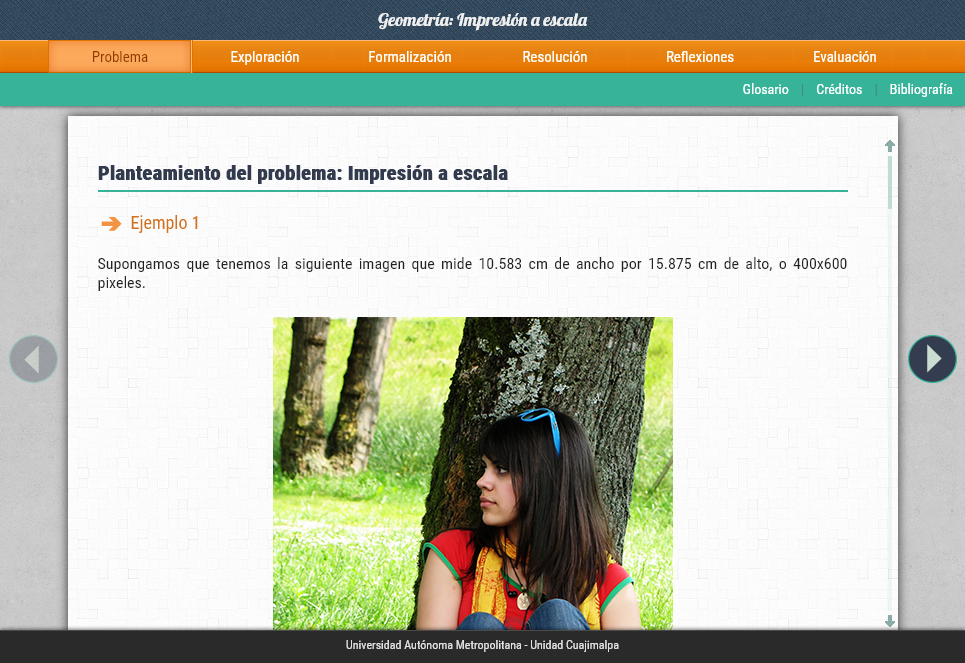 Geometría: Impresión a escala
Problema
Exploración
Formalización
Resolución
Reflexiones
Evaluación
Glosario | Créditos | Bibliografía
Planteamiento del problema: Impresión a escala
Ejemplo 1
Supongamos que tenemos la siguiente imagen que mide 10.583 cm de ancho por 15.875 cm de alto, o 400x600
pixeles.
Universidad Autónoma Metropolitana - Unidad Cuajimalpa